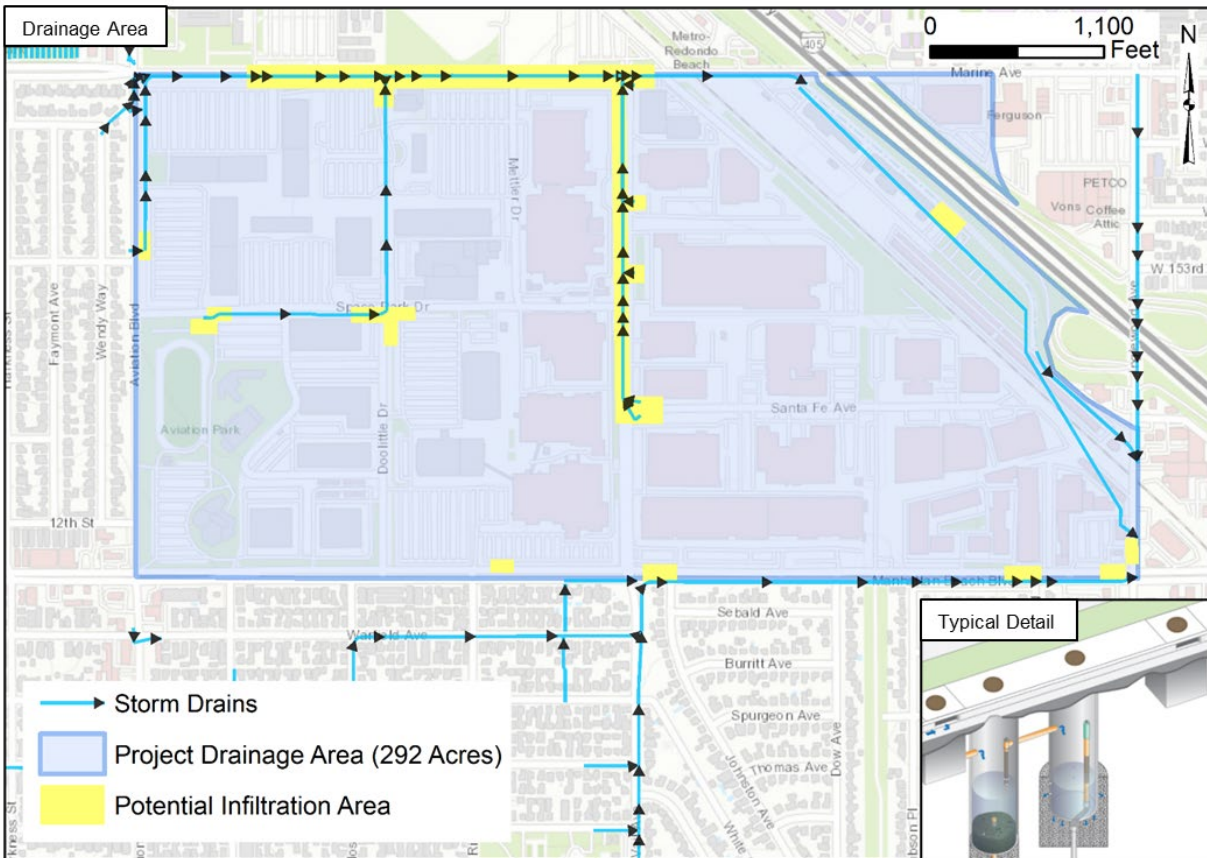 Drainage Area
0 1,100
Feet
N
405
Metro-
Redondo
Beach
Marine Ave
Ferguson
PETCO
Vons Coffee
Attic
W 153rd
Mettler Dr
Space Park Dr
Faymont Ave
Wendy Way
Aviation Blvd
Aviation Park
Doolittle Dr
Santa Fe Ave
12th St
Manhattan Beach Blvd
Warfield Ave
Sebald Ave
Burritt Ave
Spurgeon Ave
Thomas Ave
Johnston Ave
Dow Ave
White
Typical Detail
Storm Drains
Project Drainage Area (292 Acres)
Potential Infiltration Area